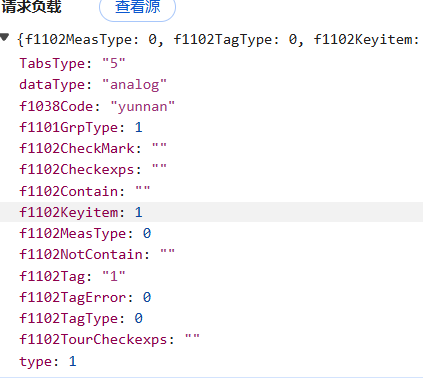 请求负载 查看源
{f1102MeasType: 0, f1102TagType: 0, f1102Keyitem:
TabsType: "5"
dataType: "analog"
f1038Code: "yunnan"
f1101GrpType: 1
f1102CheckMark: ""
f1102Checkexps: ""
f1102Contain: ""
f1102Keyitem: 1
f1102MeasType: 0
f1102NotContain: ""
f1102Tag: "1"
f1102TagError: 0
f1102TagType: 0
f1102TourCheckexps: ""
type: 1